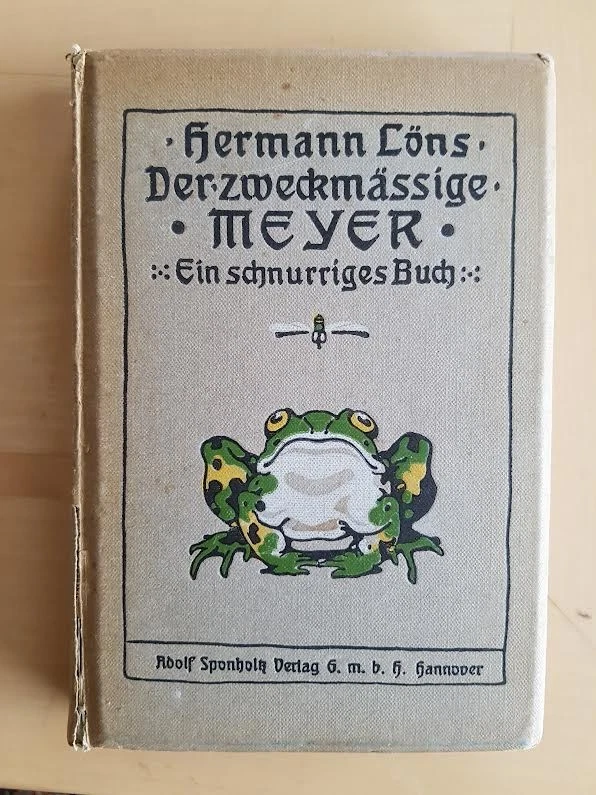 · Hermann Löns ·
Der · zweckmässige ·
• MEYER •
Ein schnurriges Buch
Adolf Sponholtz Verlag G. m. b. H. Hannover